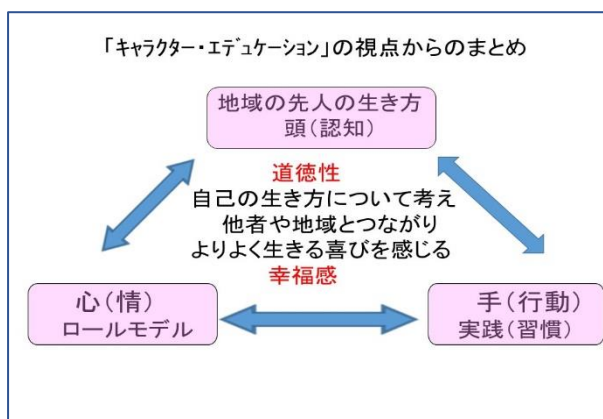 「キャラクター・エデュケーション」の視点からのまとめ
地域の先人の生き方
頭(認知)
道徳性
自己の生き方について考え
他者や地域とつながり
よりよく生きる喜びを感じる
幸福感
心(情)
ロールモデル
手(行動)
実践(習慣)